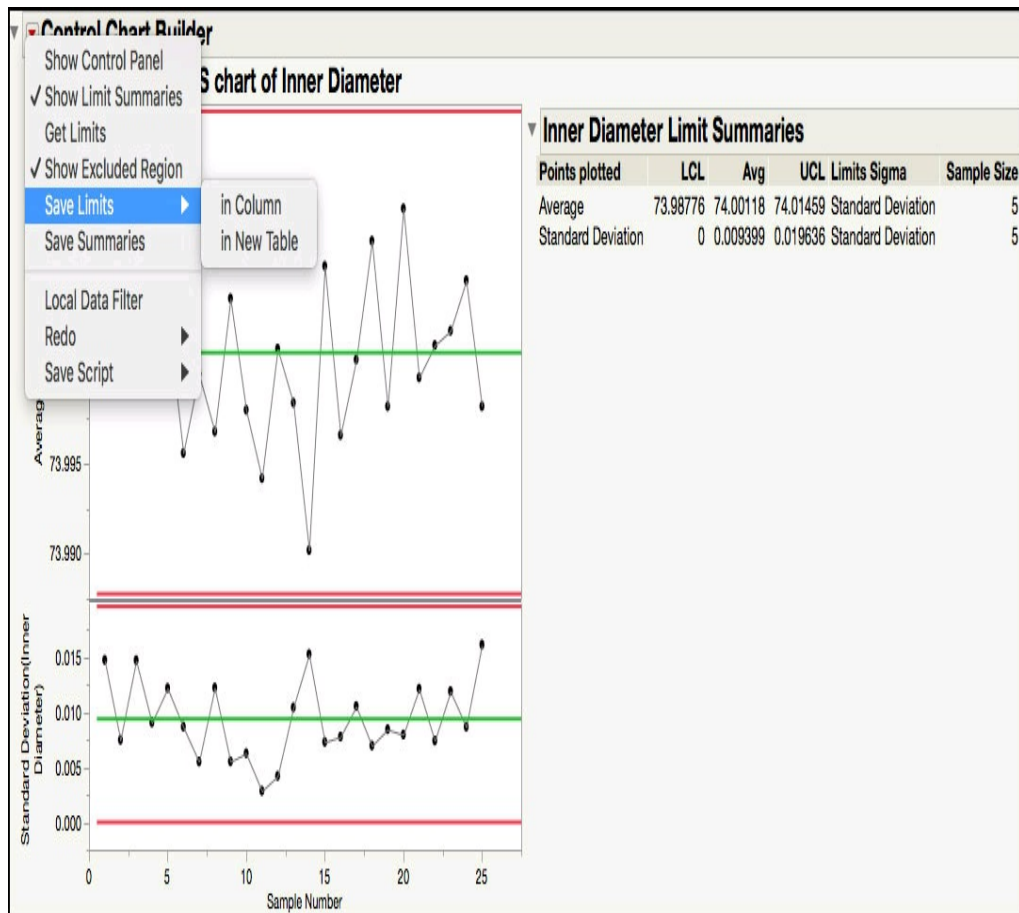 Control Chart Builder
Show Control Panel
✓ Show Limit Summaries
Get Limits
✓ Show Excluded Region
Save Limits
in Column
in New Table
Save Summaries
Local Data Filter
Redo
Save Script
S chart of Inner Diameter
Average
73.995
73.990
Standard Deviation(Inner
Diameter)
0.015
0.010
0.005
0.000
0 5 10 15 20 25
Sample Number
Inner Diameter Limit Summaries
Points plotted LCL Avg UCL Limits Sigma Sample Size
Average 73.98776 74.00118 74.01459 Standard Deviation 5
Standard Deviation 0 0.009399 0.019636 Standard Deviation 5